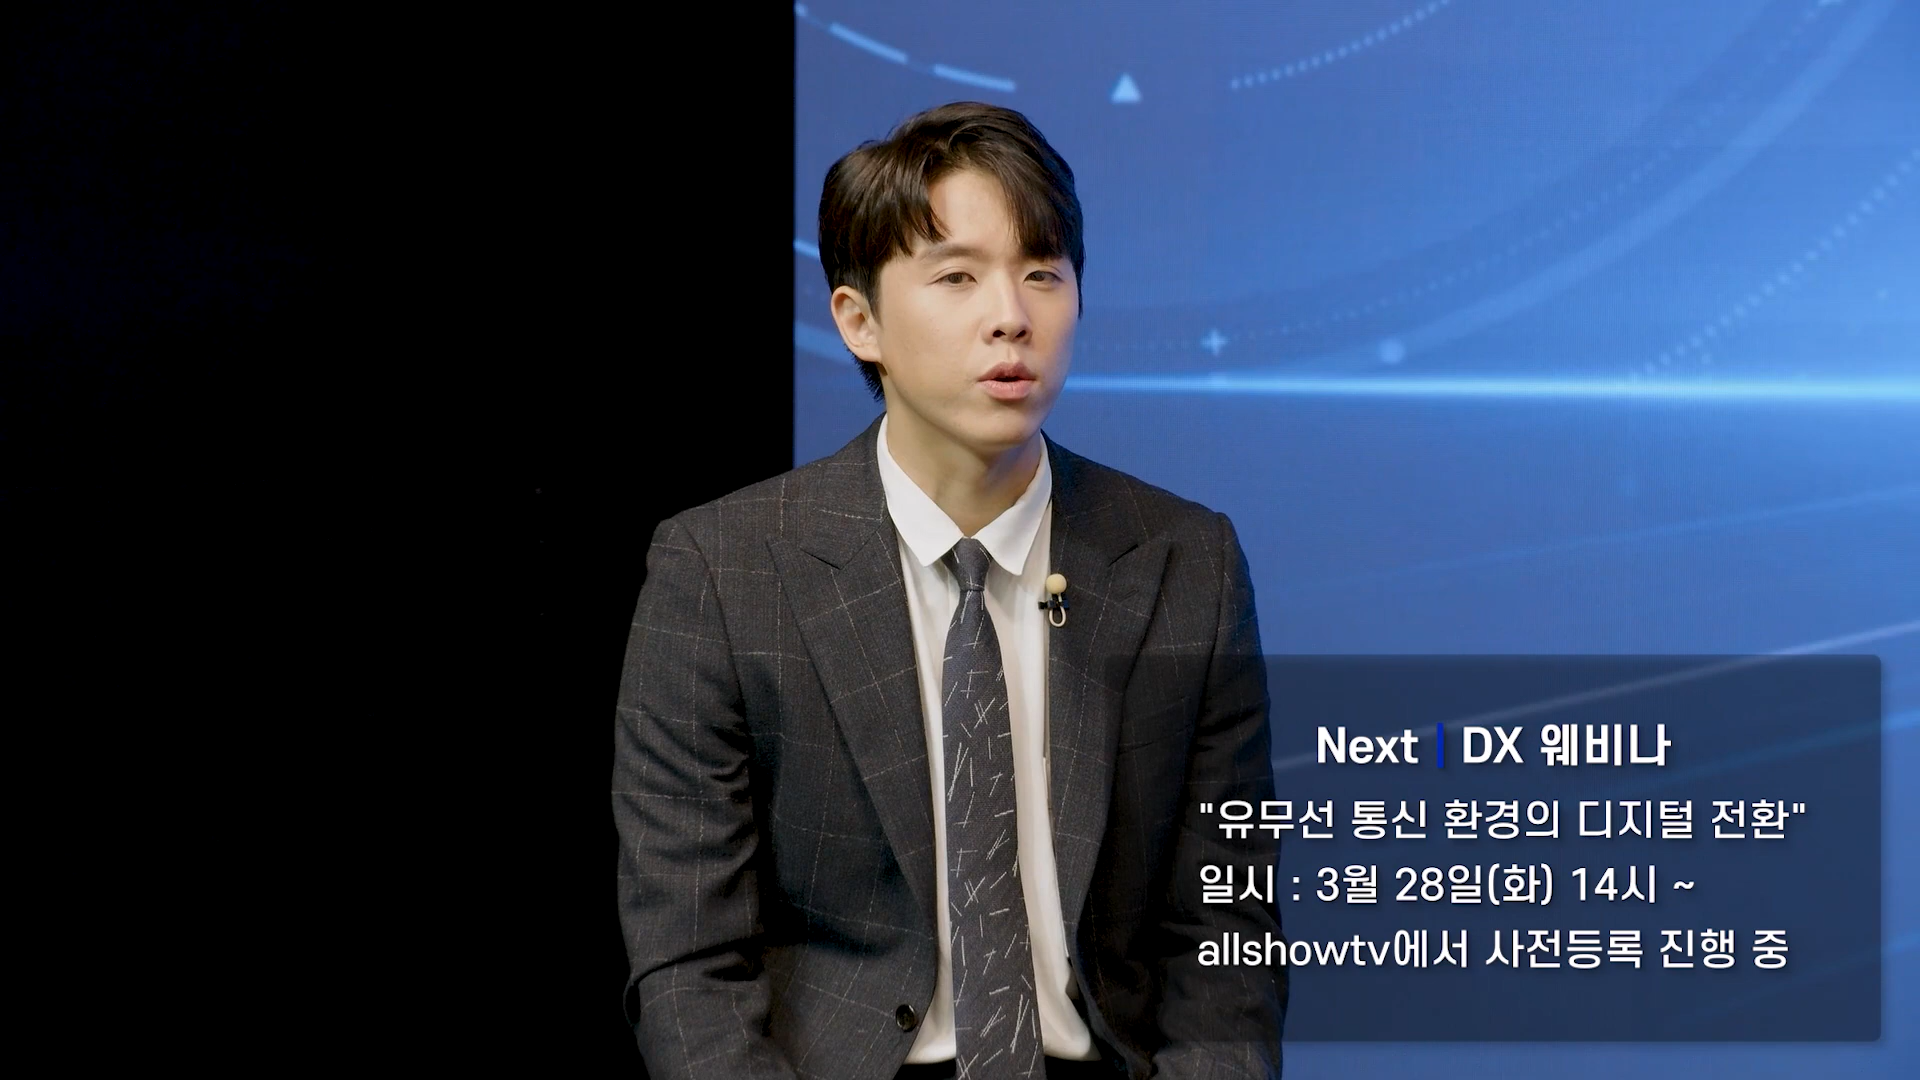 Next | DX 웨비나
"유무선 통신 환경의 디지털 전환"
일시 : 3월 28일(화) 14시 ~
allshowtv에서 사전등록 진행 중